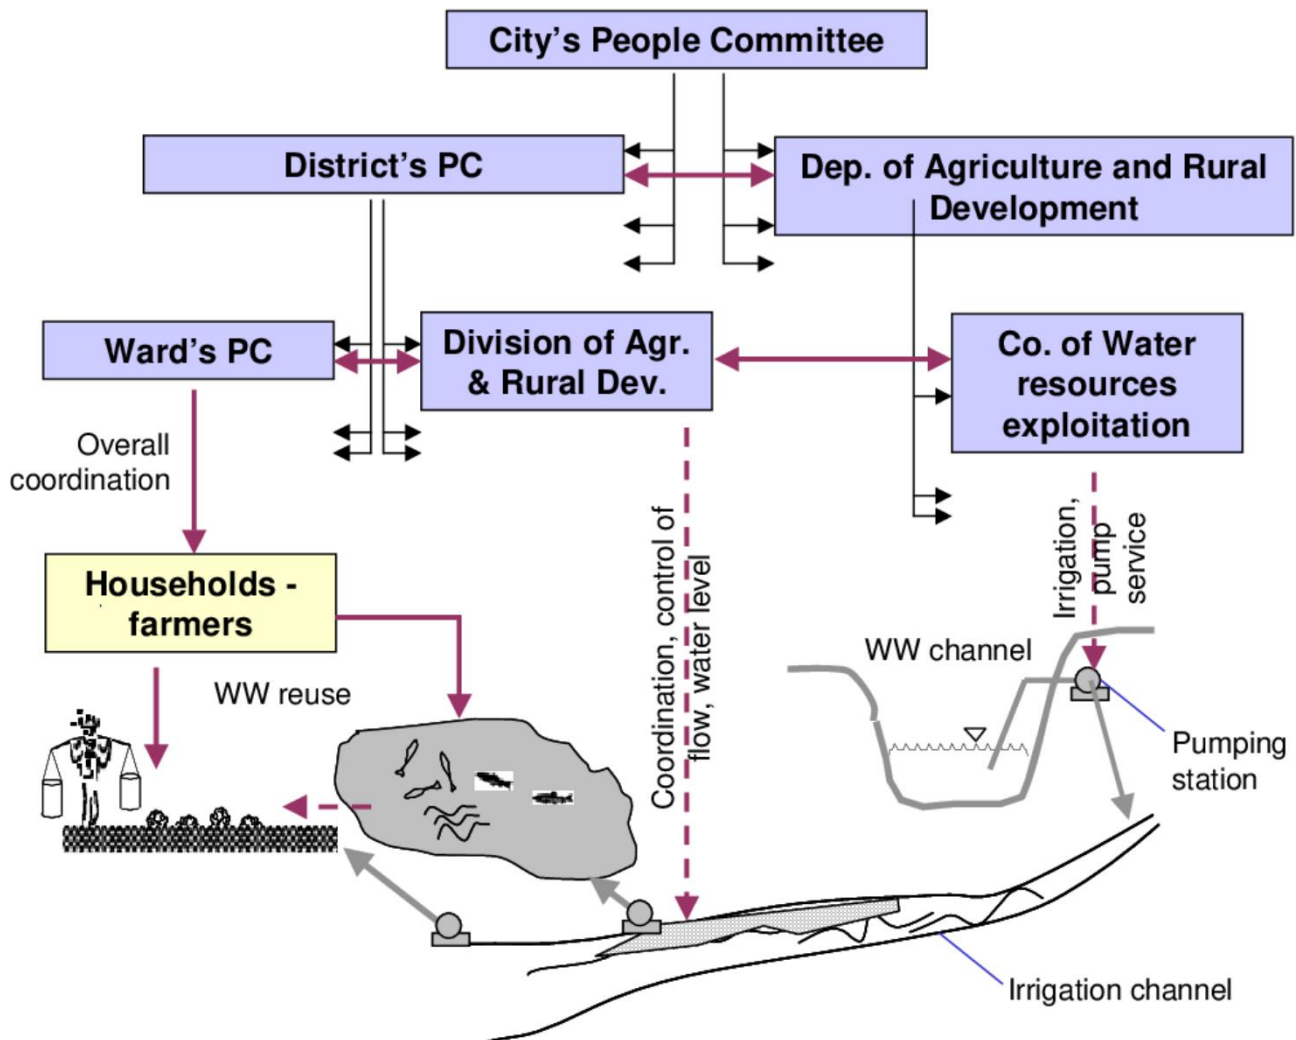 City's People Committee
District's PC
Dep. of Agriculture and Rural
Development
Ward's PC
Division of Agr.
& Rural Dev.
Co. of Water
resources
exploitation
Overall
coordination
Households -
farmers
WW reuse
Coordination, control of
flow, water level
Irrigation,
pump
service
WW channel
Pumping
station
Irrigation channel